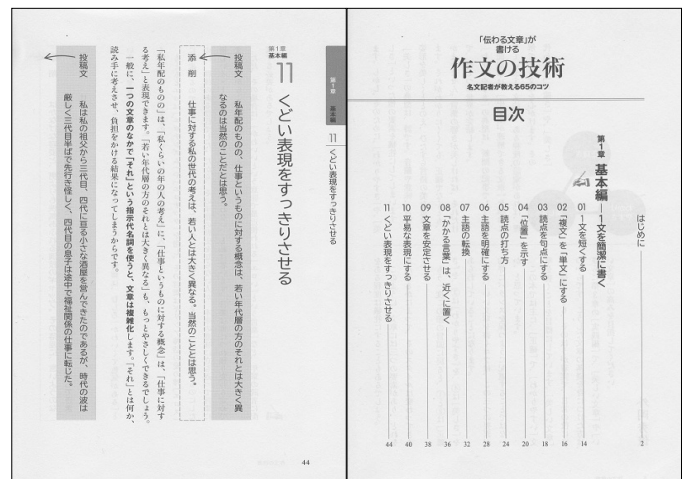 「伝わる文章」が
書ける
作文の技術
名文記者が教える65のコツ
目次
はじめに 2
第1章 基本編―1文を簡潔に書く
01 1文を短くする 14
02 「複文」を「単文」にする 16
03 読点を句点にする 18
04 「位置」を示す 20
05 読点の打ち方 24
06 主語を明確にする 28
07 主語の転換 32
08 「かかる言葉」は、近くに置く 36
09 文章を安定させる 38
10 平易な表現にする 40
11 くどい表現をすっきりさせる 44
第1章 基本編
11 くどい表現をすっきりさせる
第1章
基本編
11 くどい表現をすっきりさせる
投稿文
私年配のものの、仕事というものに対する概念は、若い年代層の方のそれとは大きく異
なるのは当然のことだとは思う。
添削
仕事に対する私の世代の考えは、若い人とは大きく異なる。当然のこととは思う。
「私年配のものの」は、「私くらいの年の人の考え」に、「仕事というものに対する概念」は、「仕事に対す
る考え」と表現できます。「若い年代層の方のそれとは大きく異なる」も、もっとやさしくできるでしょう。
一般に、一つの文章のなかで「それ」という指示代名詞を使うと、文章は複雑化します。「それ」とは何か、
読み手に考えさせ、負担をかける結果になってしまうからです。
投稿文
私は私の祖父から三代目、四代に亘る小さな酒屋を営んできたのであるが、時代の波は
厳しく三代目半ばで先行き怪しく、四代目の息子は途中で福祉関係の仕事に転じた。
44